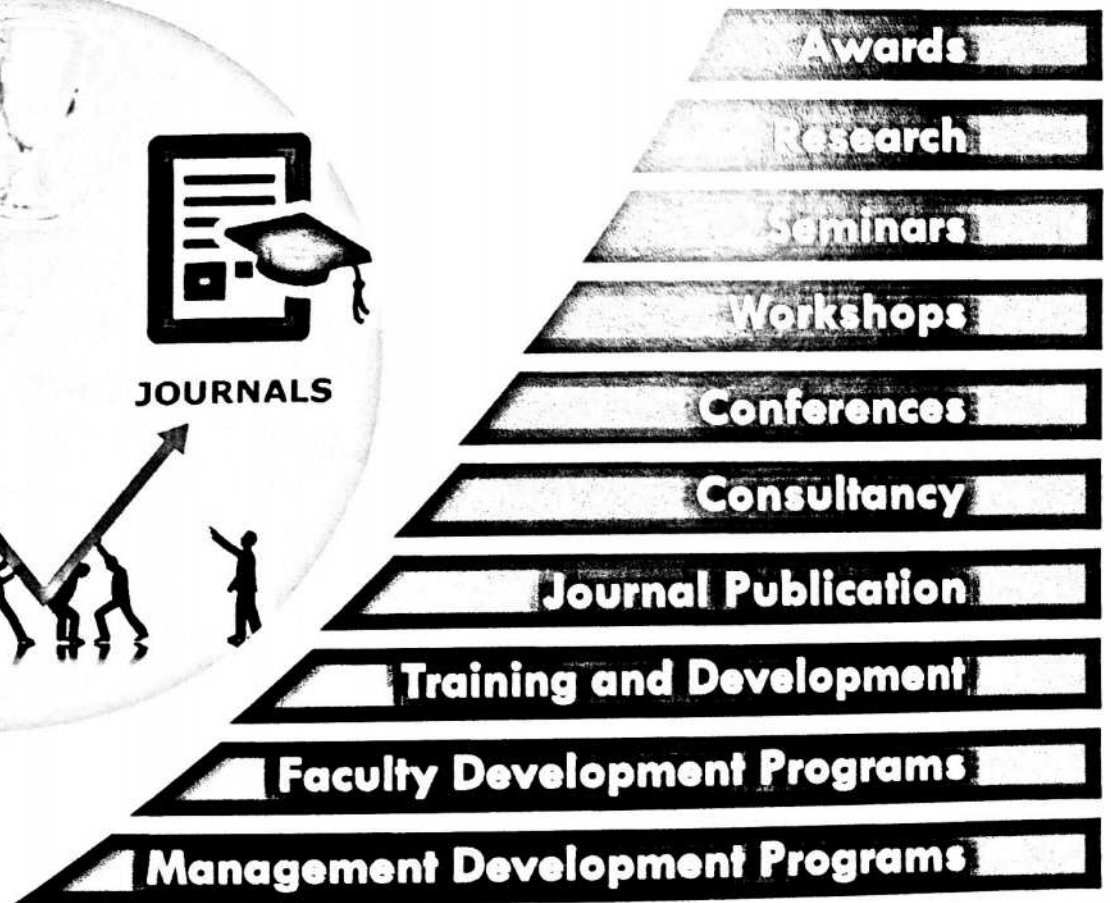 JOURNALS
Awards
Research
Seminars
Workshops
Conferences
Consultancy
Journal Publication
Training and Development
Faculty Development Programs
Management Development Programs